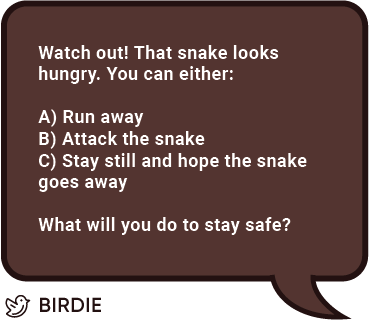 Watch out! That snake looks
hungry. You can either:
A) Run away
B) Attack the snake
C) Stay still and hope the snake
goes away
What will you do to stay safe?
BIRDIE